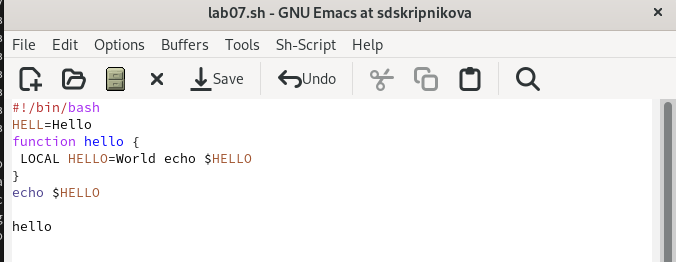 lab07.sh - GNU Emacs at sdskripnikova
File Edit Options Buffers Tools Sh-Script Help
Save Undo
#!/bin/bash
HELL=Hello
function hello {
 LOCAL HELLO=World echo $HELLO
}
echo $HELLO

hello